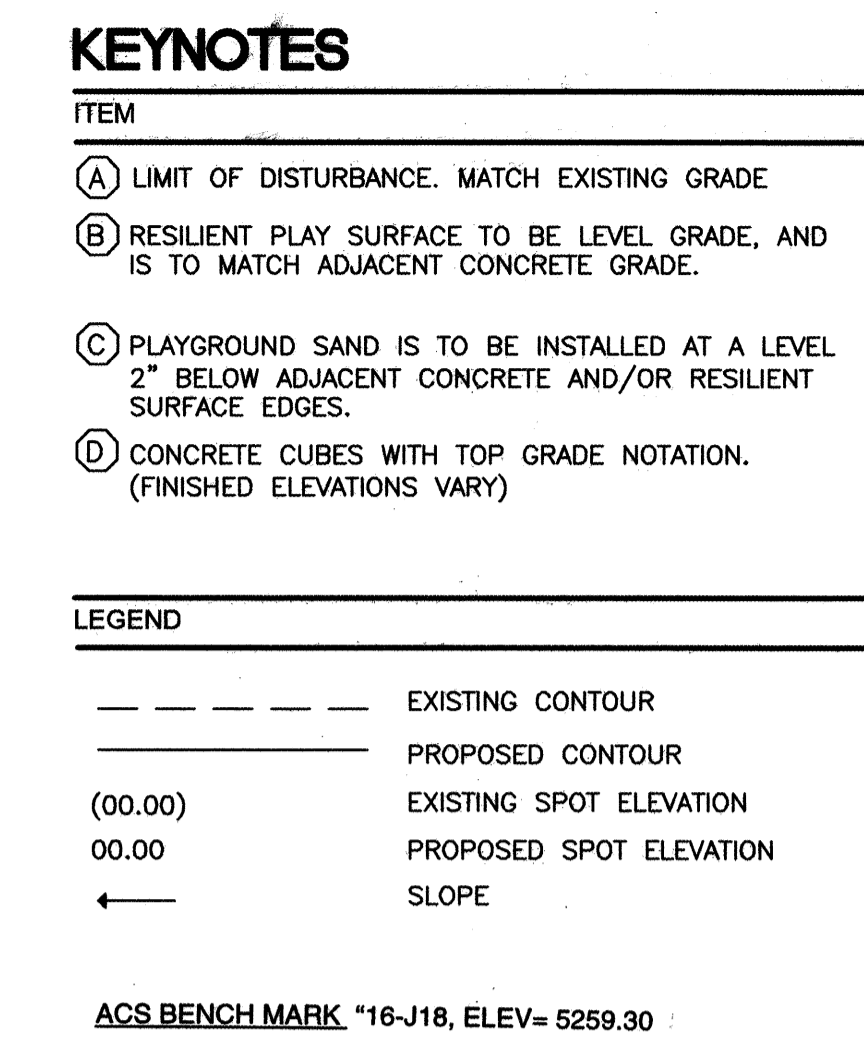 KEYNOTES
ITEM
A LIMIT OF DISTURBANCE. MATCH EXISTING GRADE
B RESILIENT PLAY SURFACE TO BE LEVEL GRADE, AND
IS TO MATCH ADJACENT CONCRETE GRADE.
C PLAYGROUND SAND IS TO BE INSTALLED AT A LEVEL
2" BELOW ADJACENT CONCRETE AND/OR RESILIENT
SURFACE EDGES.
D CONCRETE CUBES WITH TOP GRADE NOTATION.
(FINISHED ELEVATIONS VARY)
LEGEND
EXISTING CONTOUR
PROPOSED CONTOUR
(00.00) EXISTING SPOT ELEVATION
00.00 PROPOSED SPOT ELEVATION
SLOPE
ACS BENCH MARK "16-J18, ELEV= 5259.30